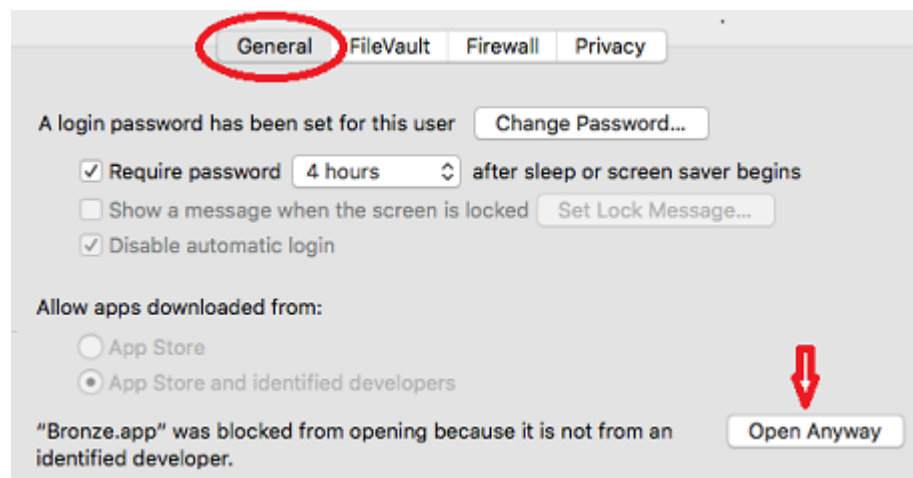 General FileVault Firewall Privacy
A login password has been set for this user Change Password...
Require password 4 hours after sleep or screen saver begins
Show a message when the screen is locked Set Lock Message...
Disable automatic login
Allow apps downloaded from:
App Store
App Store and identified developers
“Bronze.app” was blocked from opening because it is not from an Open Anyway
identified developer.